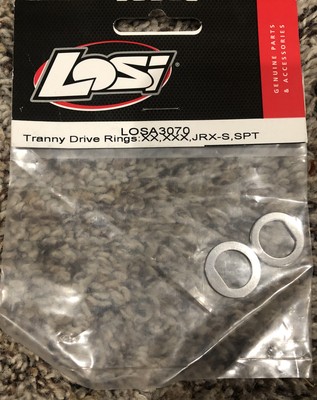 LOSi
GENUINE PARTS
& ACCESSORIES
LOSA3070
Tranny Drive Rings:XX,XXX,JRX-S,SPT